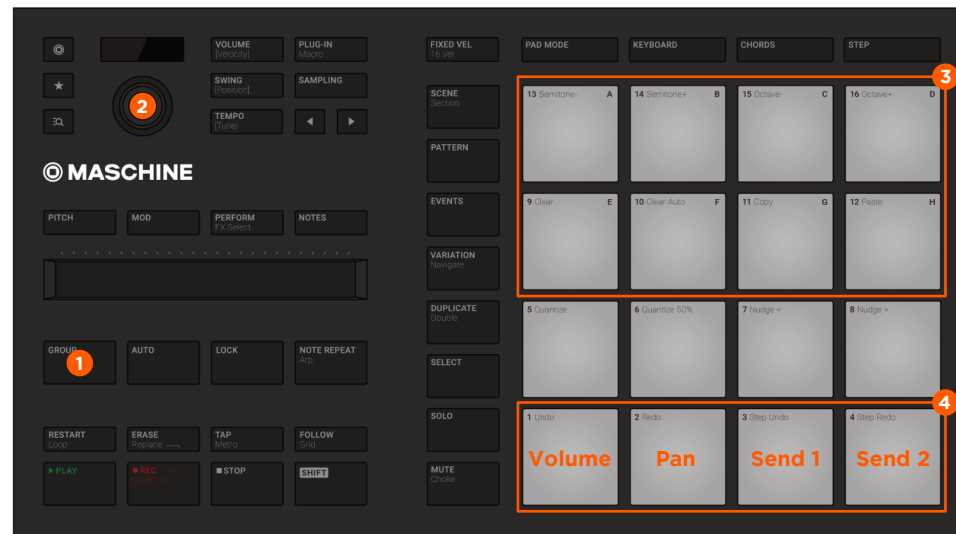 VOLUME
[Velocity]
PLUG-IN
Macro
SWING
[Position]
SAMPLING
2
TEMPO
[Tune]
MASCHINE
PITCH
MOD
PERFORM
FX Select
NOTES
GROUP
1
AUTO
LOCK
NOTE REPEAT
Arp
RESTART
Loop
ERASE
Replace
TAP
Metro
FOLLOW
Grid
PLAY
REC
Count-In
STOP
SHIFT
FIXED VEL
16 Vel
SCENE
Section
PATTERN
EVENTS
VARIATION
Navigate
DUPLICATE
Double
SELECT
SOLO
MUTE
Choke
PAD MODE
KEYBOARD
CHORDS
STEP
3
13 Semitone- A
14 Semitone+ B
15 Octave- C
16 Octave+ D
9 Clear E
10 Clear Auto F
11 Copy G
12 Paste H
5 Quantize
6 Quantize 50%
7 Nudge <
8 Nudge >
4
1 Undo
2 Redo
3 Step Undo
4 Step Redo
Volume
Pan
Send 1
Send 2